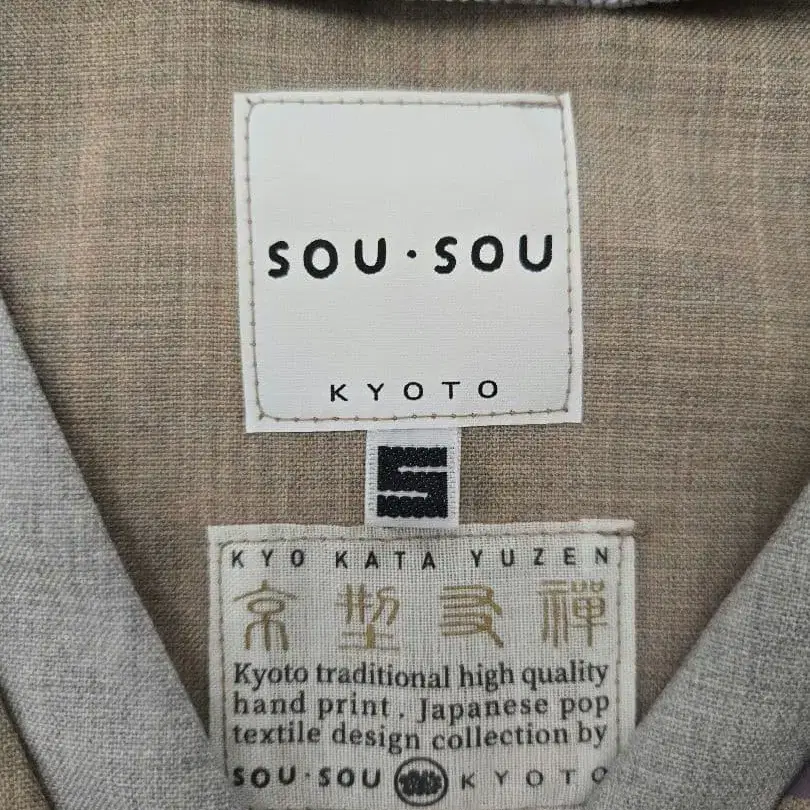 SOU・SOU
KYOTO
S
KYO KATA YUZEN
京型友禅
Kyoto traditional high quality
hand print . Japanese pop
textile design collection by
SOU・SOU KYOTO